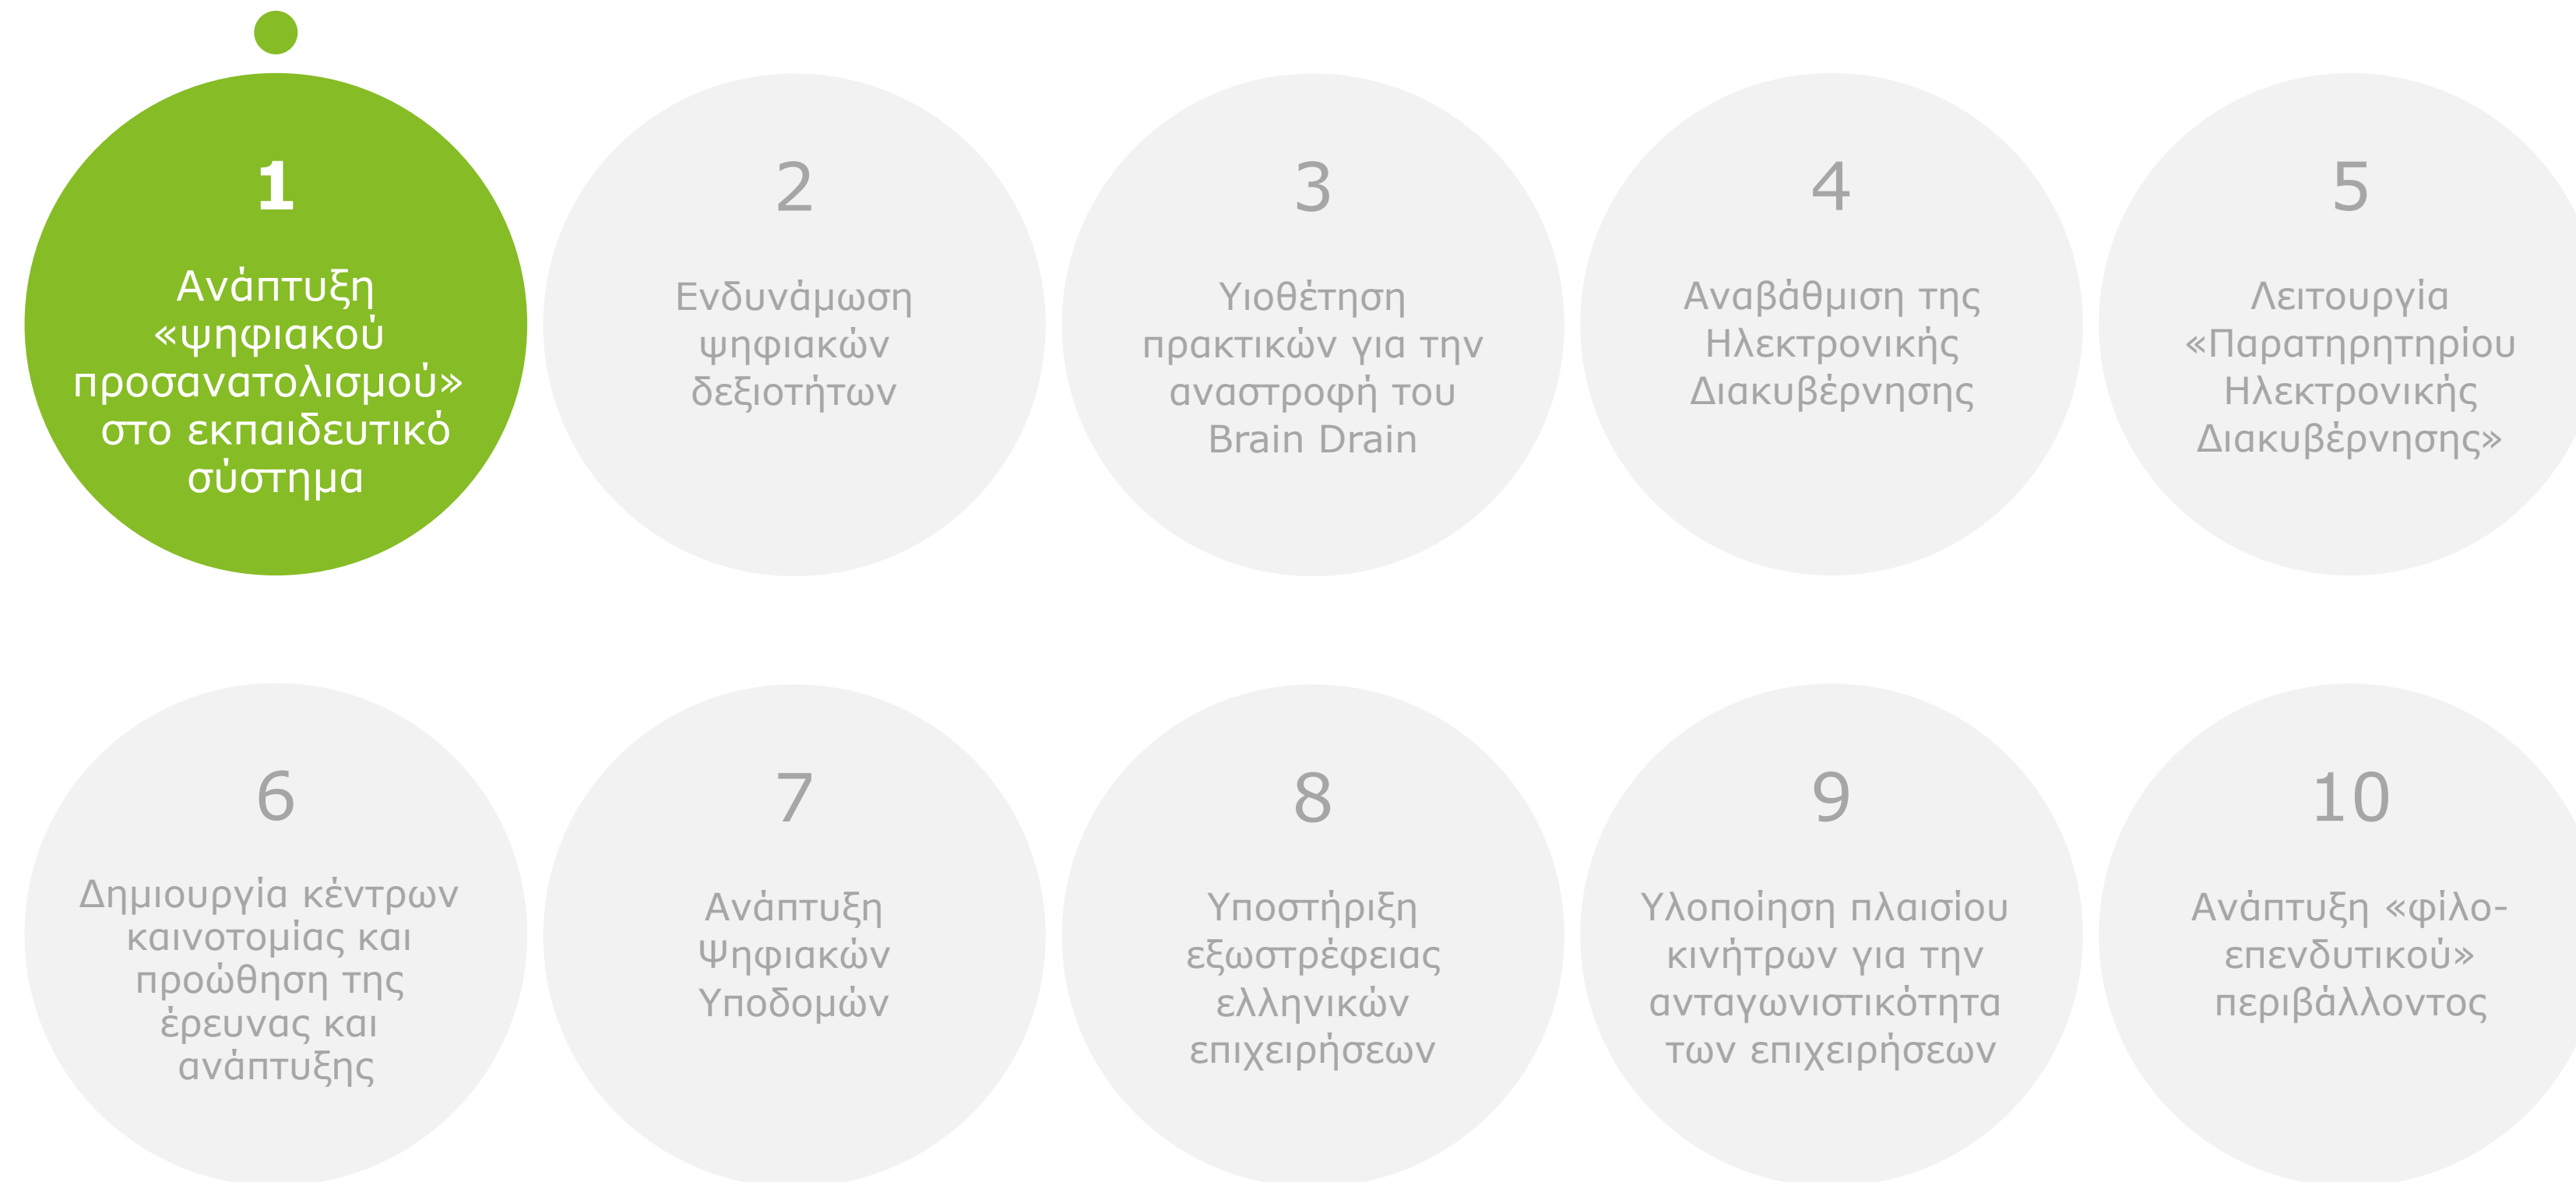 1
Ανάπτυξη
«ψηφιακού
προσανατολισμού»
στο εκπαιδευτικό
σύστημα
2
Ενδυνάμωση
ψηφιακών
δεξιοτήτων
3
Υιοθέτηση
πρακτικών για την
αναστροφή του
Brain Drain
4
Αναβάθμιση της
Ηλεκτρονικής
Διακυβέρνησης
5
Λειτουργία
«Παρατηρητηρίου
Ηλεκτρονικής
Διακυβέρνησης»
6
Δημιουργία κέντρων
καινοτομίας και
προώθηση της
έρευνας και
ανάπτυξης
7
Ανάπτυξη
Ψηφιακών
Υποδομών
8
Υποστήριξη
εξωστρέφειας
ελληνικών
επιχειρήσεων
9
Υλοποίηση πλαισίου
κινήτρων για την
ανταγωνιστικότητα
των επιχειρήσεων
10
Ανάπτυξη «φίλο-
επενδυτικού»
περιβάλλοντος